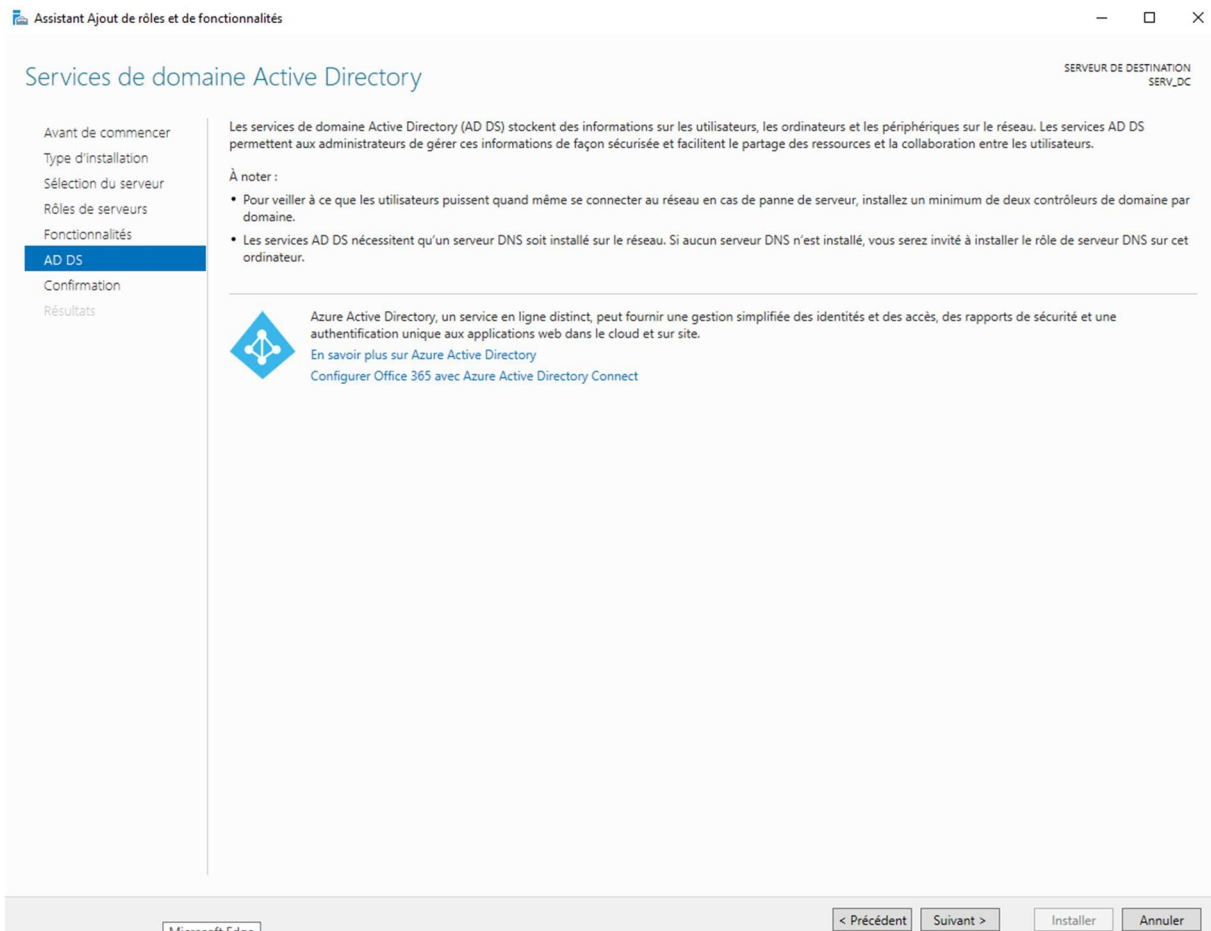 Assistant Ajout de rôles et de fonctionnalités
Services de domaine Active Directory
SERVEUR DE DESTINATION
SERV_DC
Avant de commencer
Type d'installation
Sélection du serveur
Rôles de serveurs
Fonctionnalités
AD DS
Confirmation
Résultats
Les services de domaine Active Directory (AD DS) stockent des informations sur les utilisateurs, les ordinateurs et les périphériques sur le réseau. Les services AD DS
permettent aux administrateurs de gérer ces informations de façon sécurisée et facilitent le partage des ressources et la collaboration entre les utilisateurs.
À noter :
• Pour veiller à ce que les utilisateurs puissent quand même se connecter au réseau en cas de panne de serveur, installez un minimum de deux contrôleurs de domaine par
domaine.
• Les services AD DS nécessitent qu'un serveur DNS soit installé sur le réseau. Si aucun serveur DNS n'est installé, vous serez invité à installer le rôle de serveur DNS sur cet
ordinateur.
Azure Active Directory, un service en ligne distinct, peut fournir une gestion simplifiée des identités et des accès, des rapports de sécurité et une
authentification unique aux applications web dans le cloud et sur site.
En savoir plus sur Azure Active Directory
Configurer Office 365 avec Azure Active Directory Connect
< Précédent
Suivant >
Installer
Annuler
Microsoft Edge